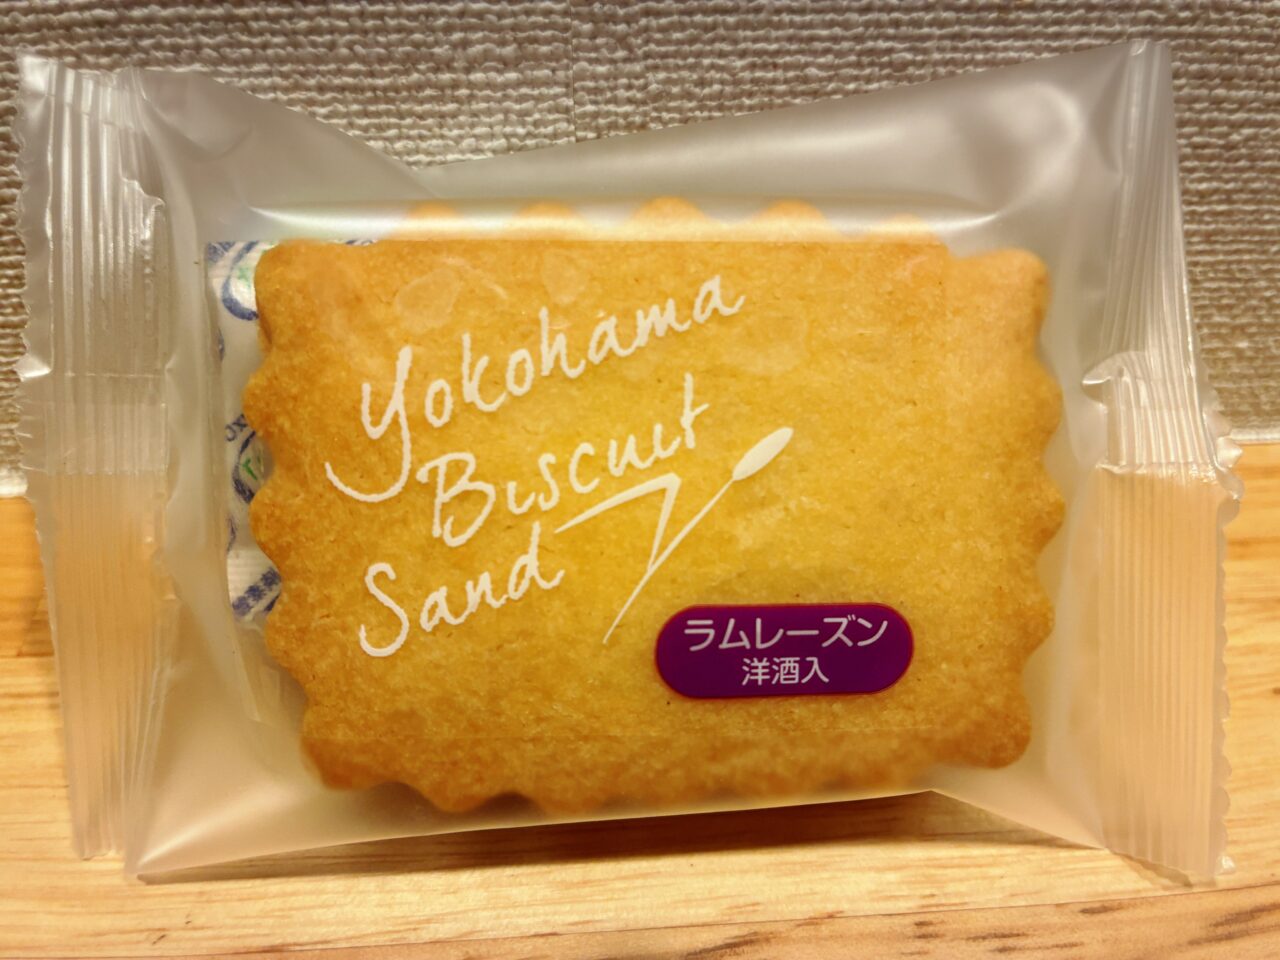 Yokohama
Biscuit
Sand
ラムレーズン
洋酒入